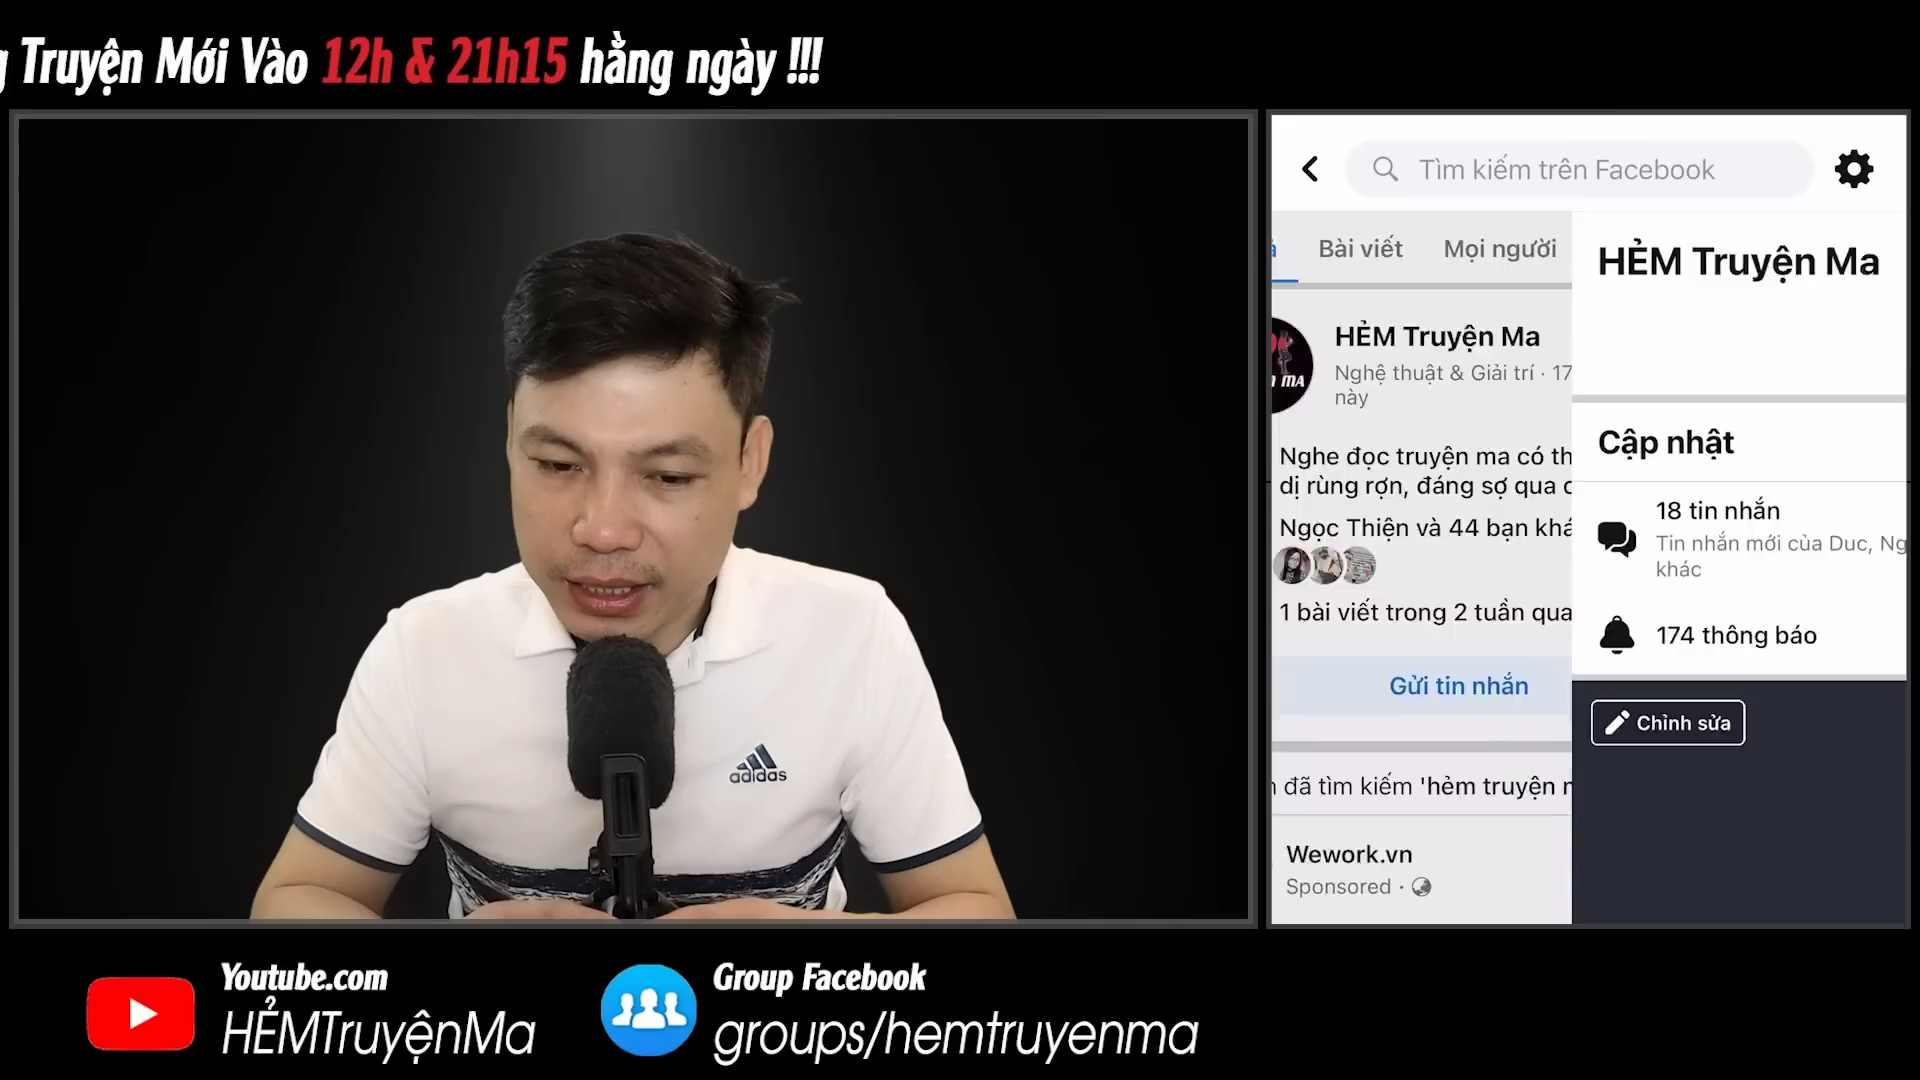 Truyện Mới Vào 12h & 21h15 hằng ngày !!!
Tìm kiếm trên Facebook
Bài viết
Mọi người
HẺM Truyện Ma
Nghệ thuật & Giải trí · 17
này
Nghe đọc truyện ma có th
dị rùng rợn, đáng sợ qua c
Ngọc Thiện và 44 bạn khá
1 bài viết trong 2 tuần qua
Gửi tin nhắn
đã tìm kiếm 'hẻm truyện
Wework.vn
Sponsored ·
HẺM Truyện Ma
Cập nhật
18 tin nhắn
Tin nhắn mới của Duc, Ng
khác
174 thông báo
Chỉnh sửa
MA
adidas
Youtube.com
HẺMTruyệnMa
Group Facebook
groups/hemtruyenma